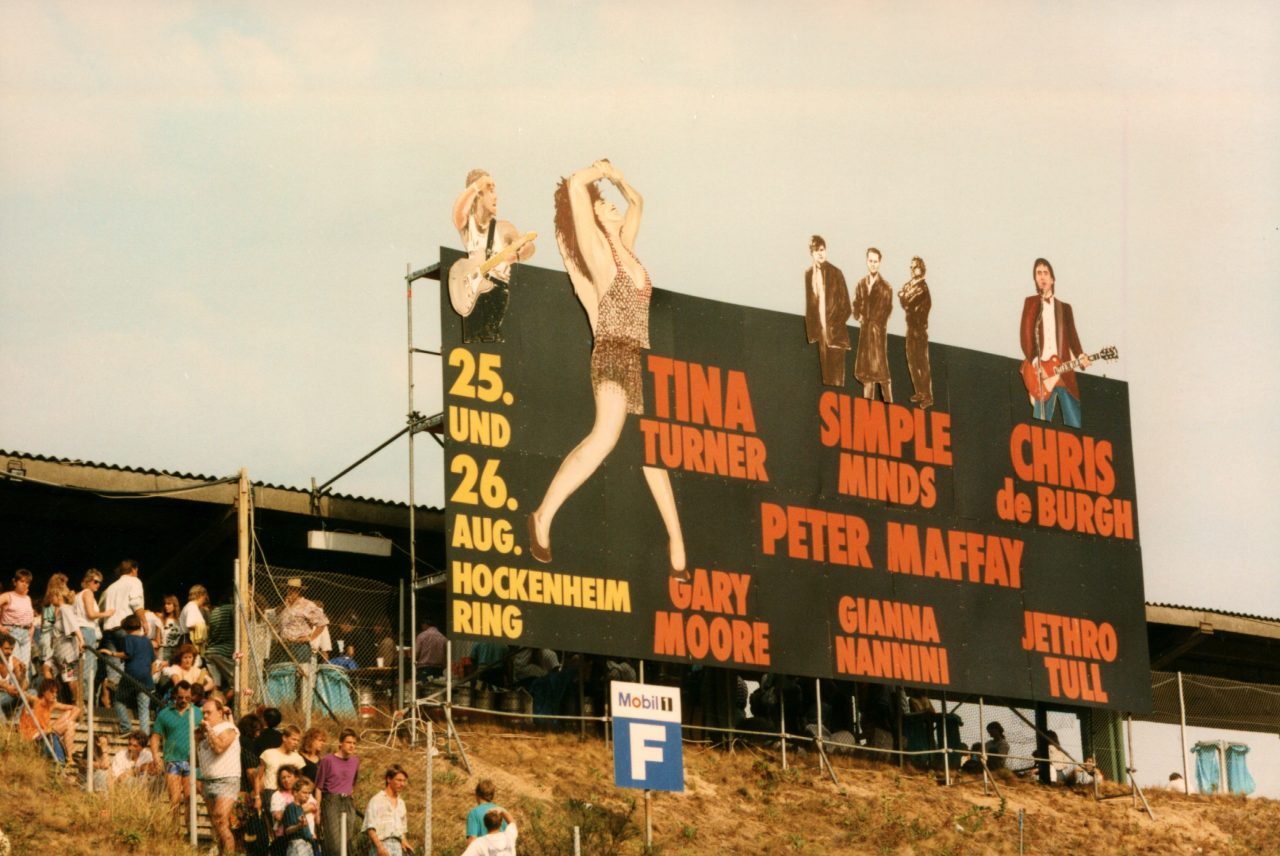 25.
UND
26.
AUG.
HOCKENHEIM
RING
TINA
TURNER
SIMPLE
MINDS
CHRIS
de BURGH
PETER MAFFAY
GARY
MOORE
GIANNA
NANNINI
JETHRO
TULL
Mobil 1
F